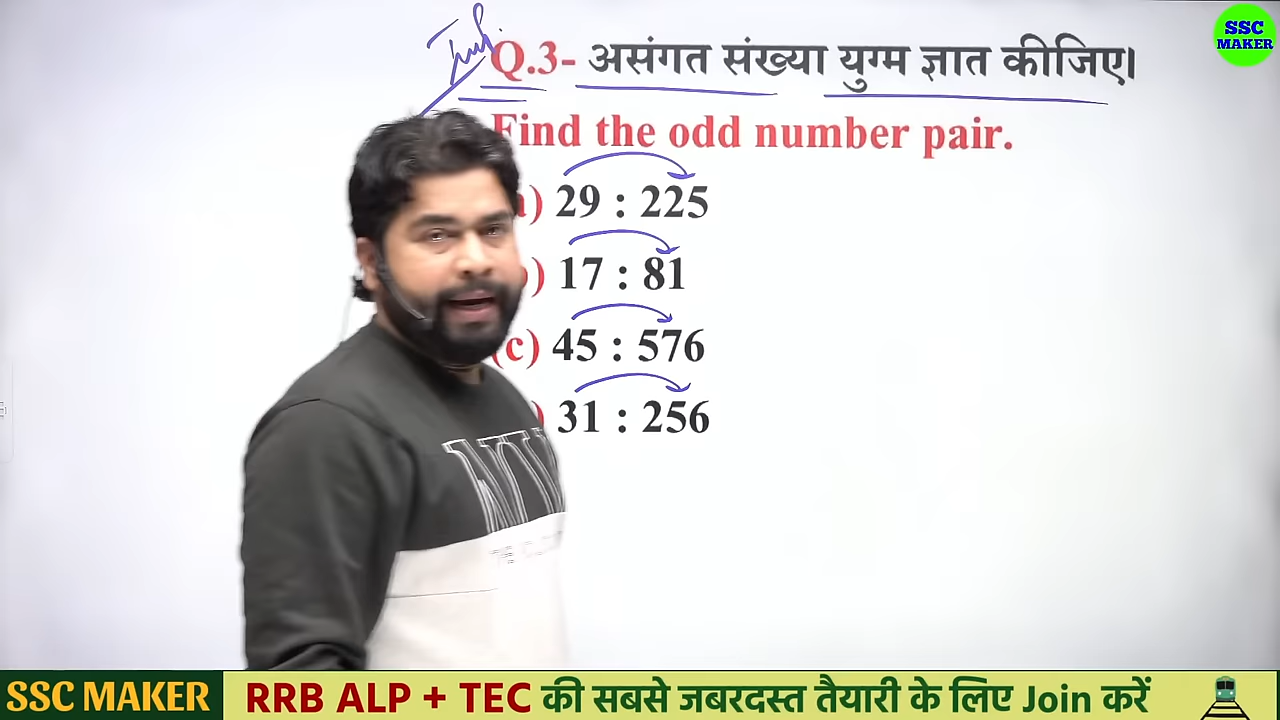 SSC
MAKER
Q.3- असंगत संख्या युग्म ज्ञात कीजिए।
Find the odd number pair.
) 29 : 225
) 17 : 81
(c) 45 : 576
) 31 : 256
SSC MAKER RRB ALP + TEC की सबसे जबरदस्त तैयारी के लिए Join करें